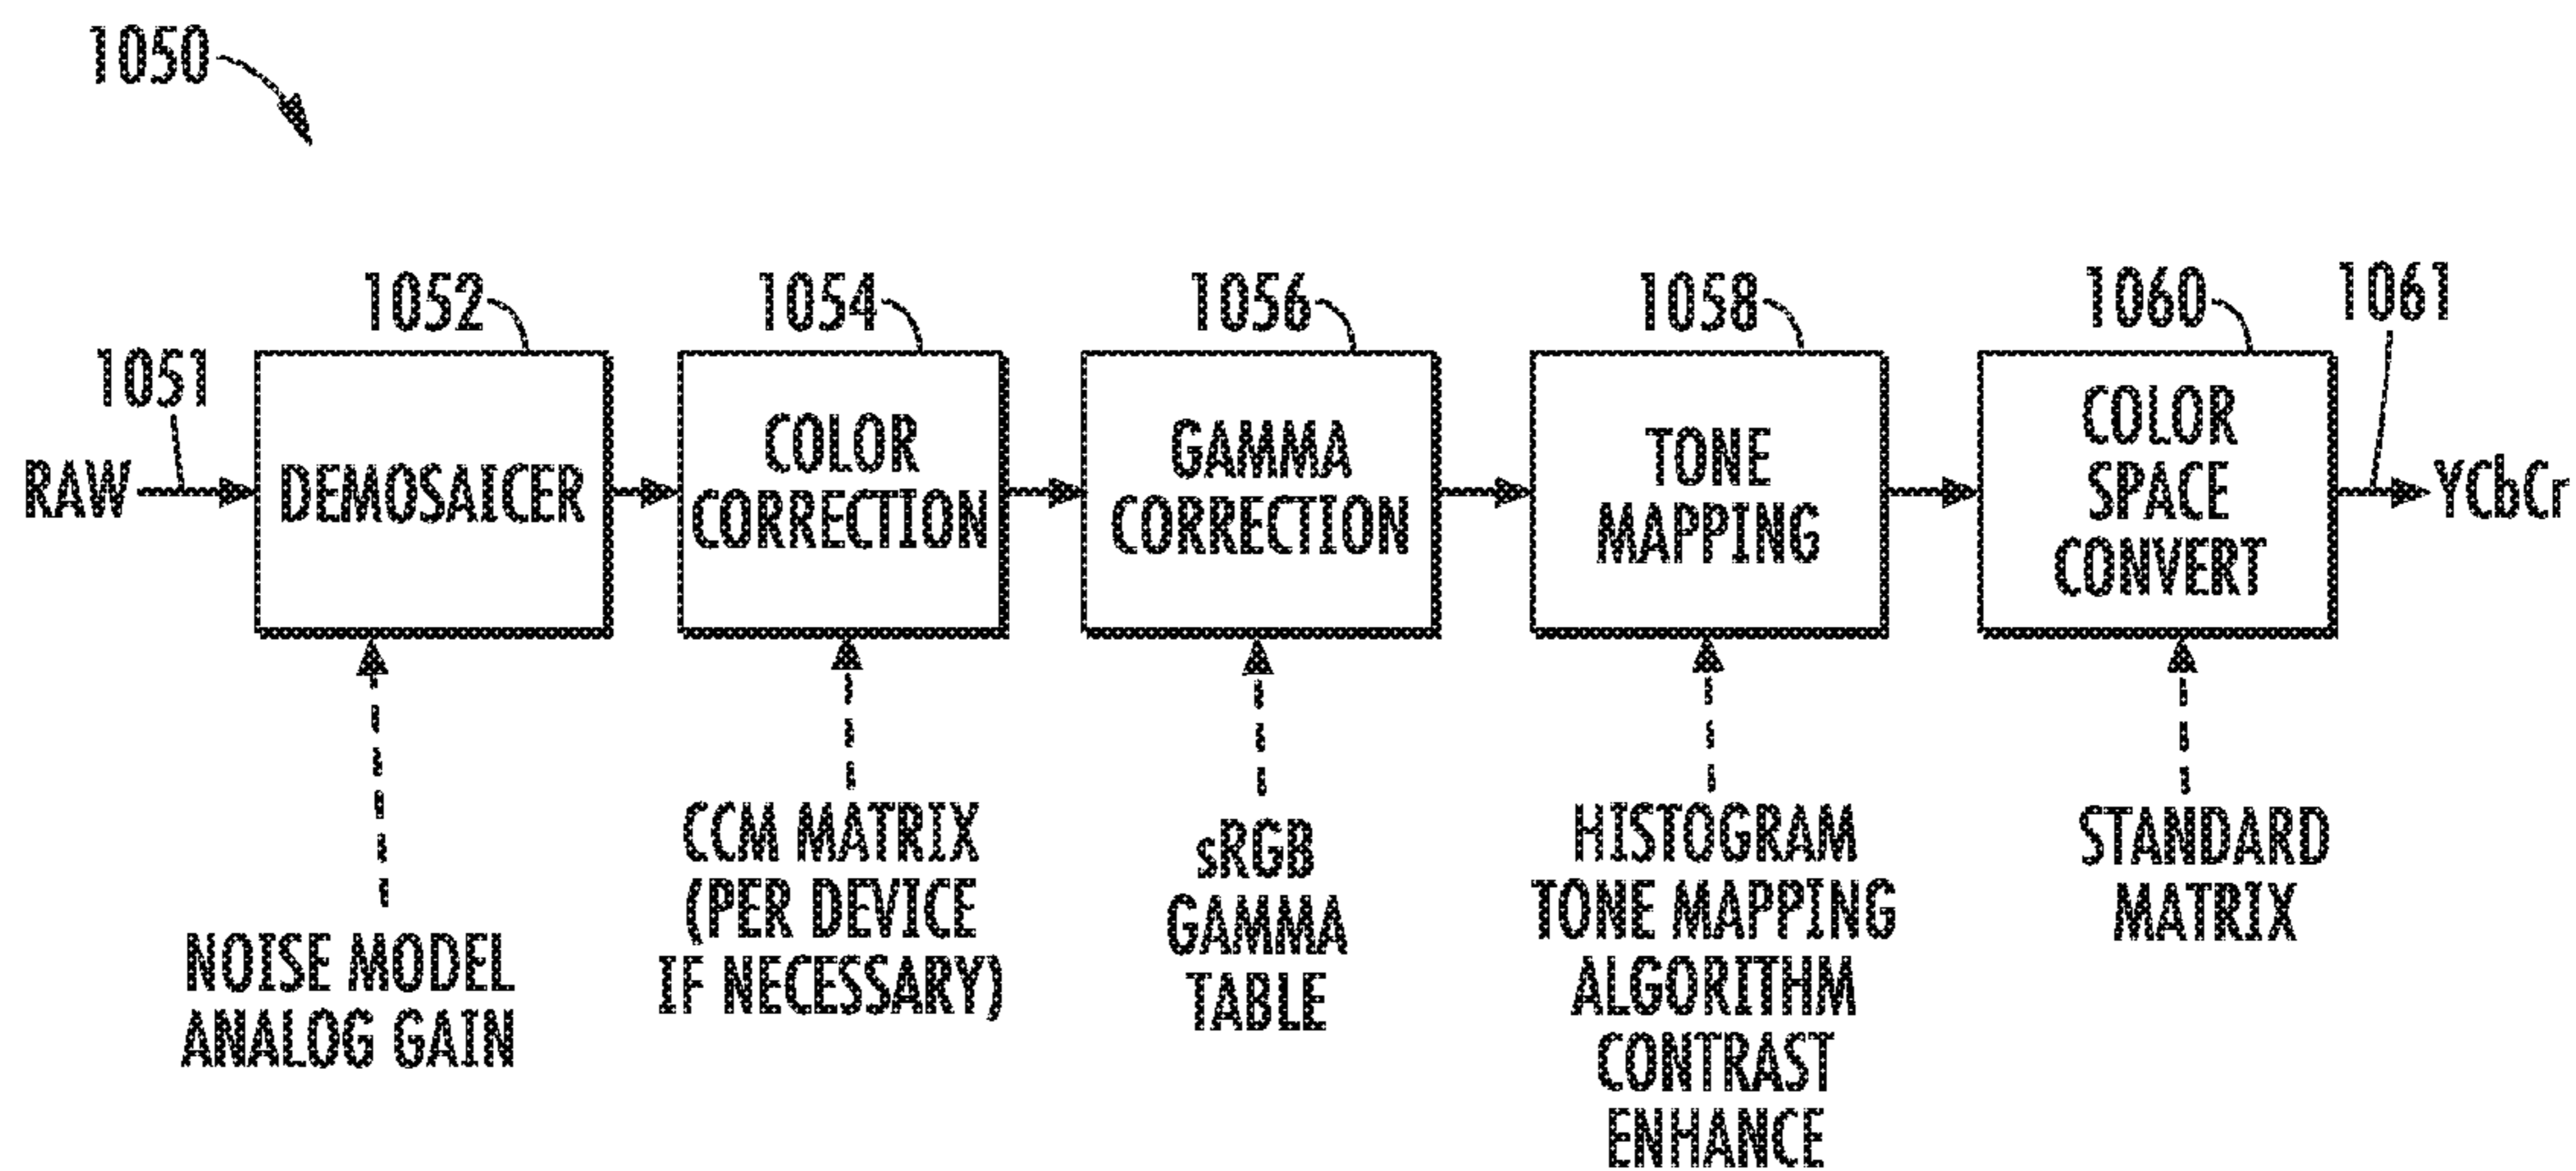 1050
1052
1054
1056
1058
1060
1061
1051
RAW
DEMOSAICER
COLOR
CORRECTION
GAMMA
CORRECTION
TONE
MAPPING
COLOR
SPACE
CONVERT
YCbCr
NOISE MODEL
ANALOG GAIN
CCM MATRIX
(PER DEVICE
IF NECESSARY)
sRGB
GAMMA
TABLE
HISTOGRAM
TONE MAPPING
ALGORITHM
CONTRAST
ENHANCE
STANDARD
MATRIX